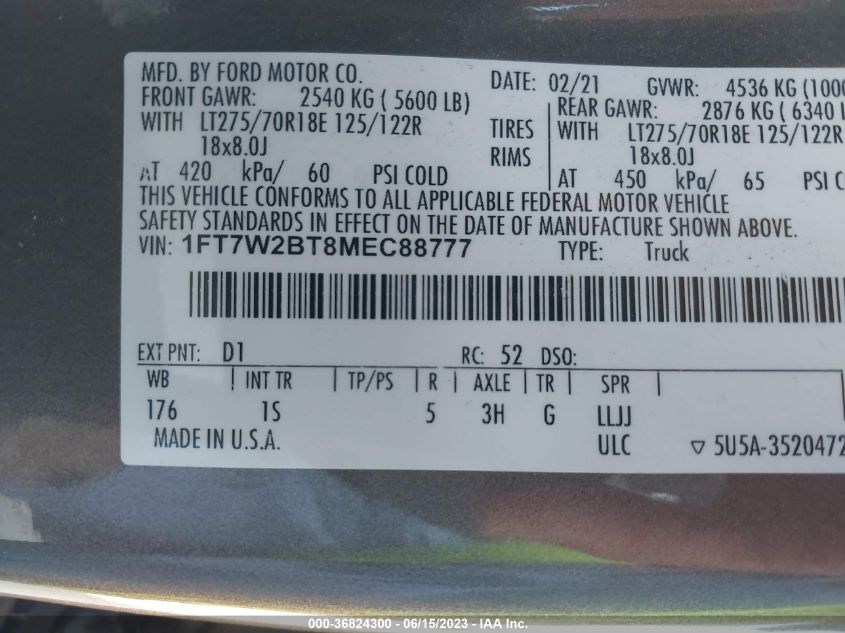 MFD. BY FORD MOTOR CO.
DATE: 02/21 GVWR: 4536 KG
FRONT GAWR: 2540 KG ( 5600 LB)
REAR GAWR: 2876 KG ( 6340
WITH LT275/70R18E 125/122R TIRES WITH LT275/70R18E 125/122R
18x8.0J RIMS 18x8.0J
AT 420 kPa/ 60 PSI COLD AT 450 kPa/ 65 PSI
THIS VEHICLE CONFORMS TO ALL APPLICABLE FEDERAL MOTOR VEHICLE
SAFETY STANDARDS IN EFFECT ON THE DATE OF MANUFACTURE SHOWN ABOVE.
VIN: 1FT7W2BT8MEC88777 TYPE: Truck
EXT PNT: D1 RC: 52 DSO:
WB INT TR TP/PS R AXLE TR SPR
176 1S 5 3H G LLJJ
MADE IN U.S.A. ULC ▽ 5U5A-3520472
000-36824300 - 06/15/2023 - IAA Inc.